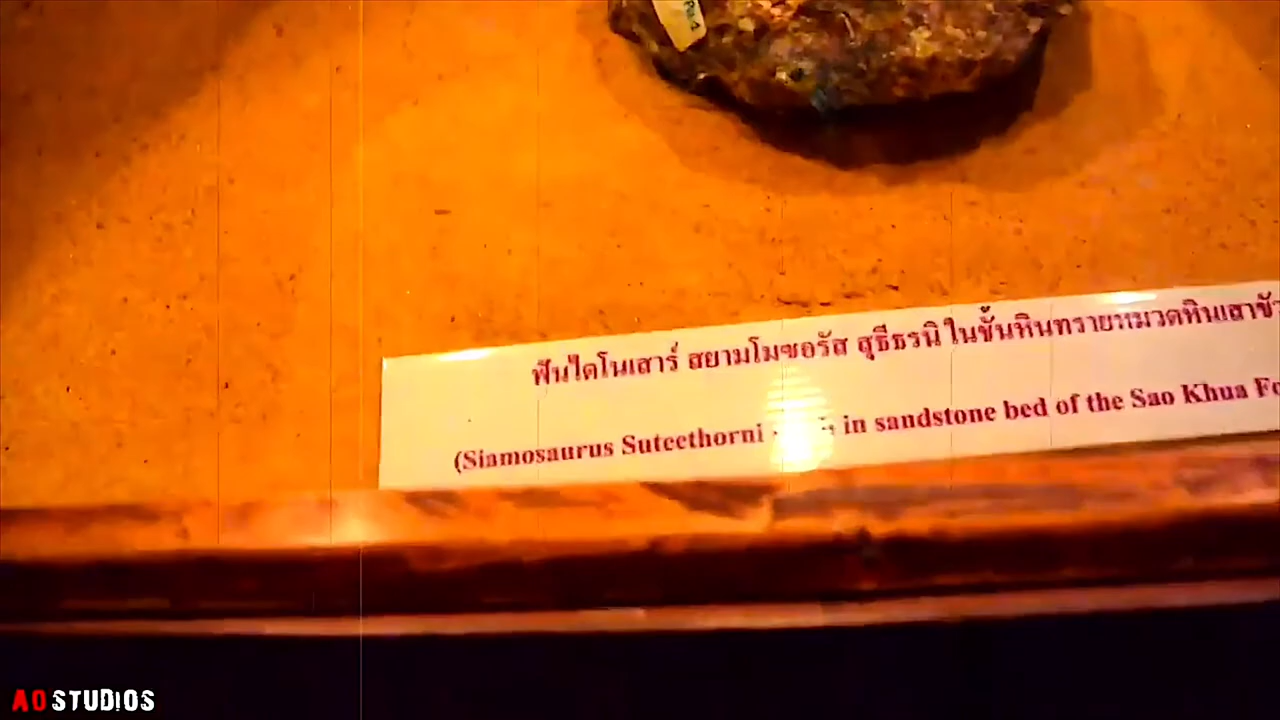 ฟันไดโนเสาร์ สยามโมซอรัส สุธีธรนิ ในชั้นหินทรายหมวดหินเสาขัว
(Siamosaurus Suteethorni in sandstone bed of the Sao Khua Fo
AO STUDIOS